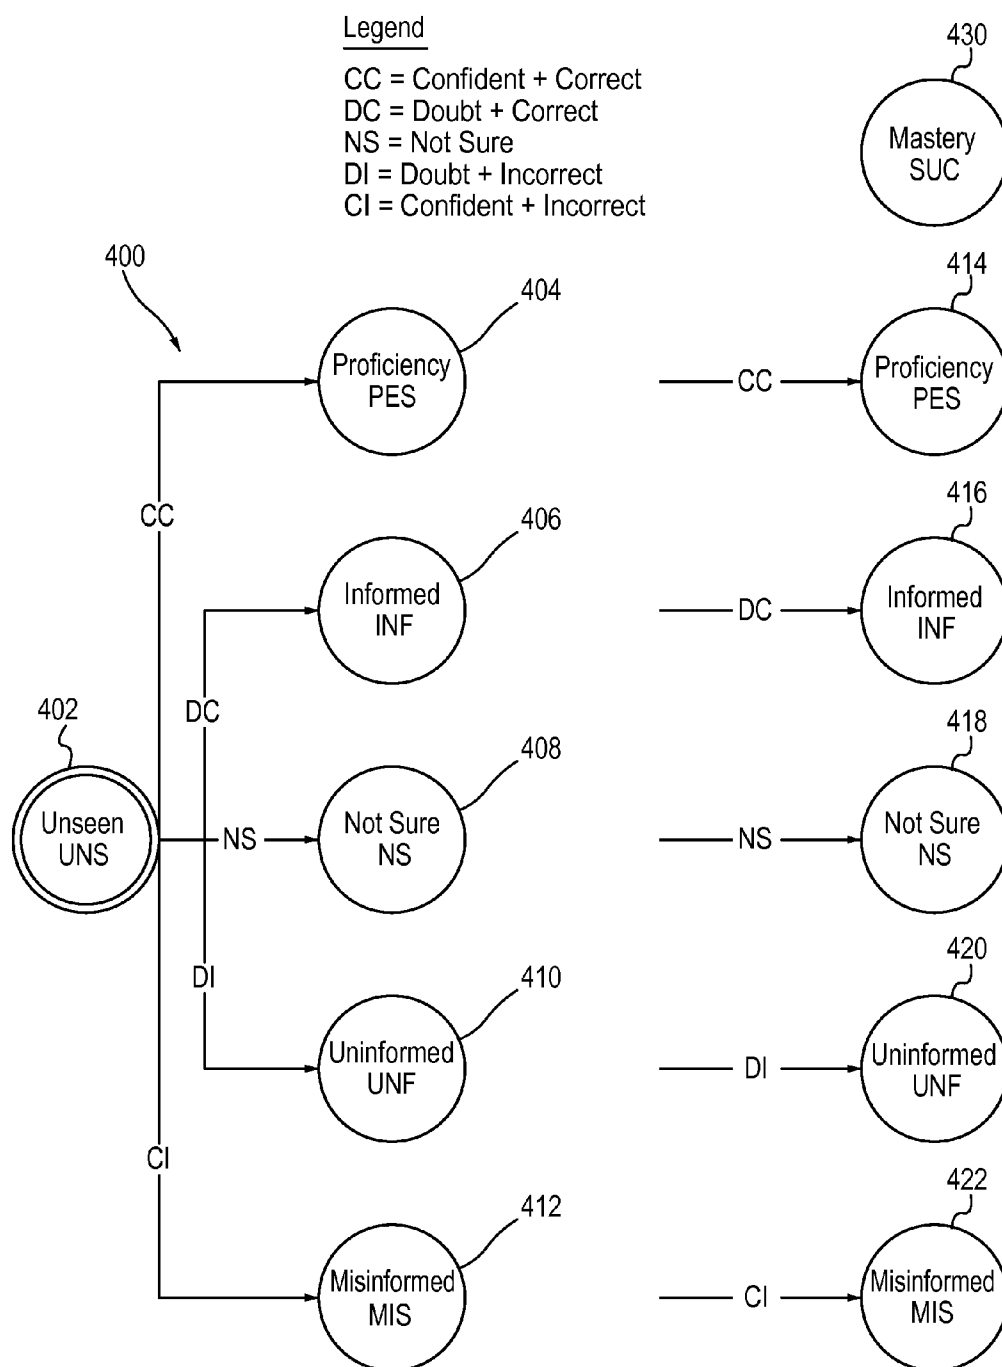 Legend
CC = Confident + Correct
DC = Doubt + Correct
NS = Not Sure
DI = Doubt + Incorrect
CI = Confident + Incorrect
430
Mastery
SUC
400
404
Proficiency
PES
CC
414
Proficiency
PES
CC
406
Informed
INF
DC
416
Informed
INF
DC
402
Unseen
UNS
NS
408
Not Sure
NS
NS
418
Not Sure
NS
DI
410
Uninformed
UNF
DI
420
Uninformed
UNF
CI
412
Misinformed
MIS
CI
422
Misinformed
MIS